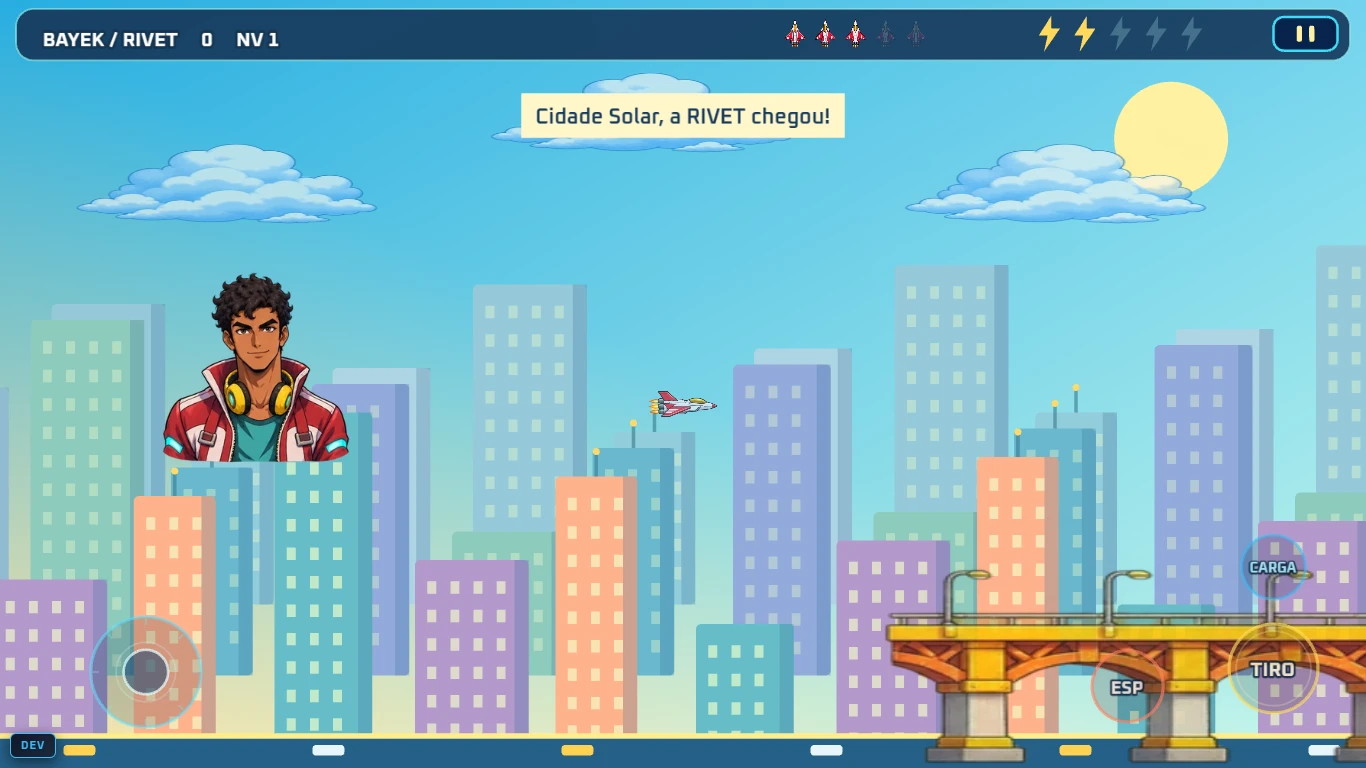 BAYEK / RIVET 0 NV 1
Cidade Solar, a RIVET chegou!
CARGA
TIRO
ESP
DEV